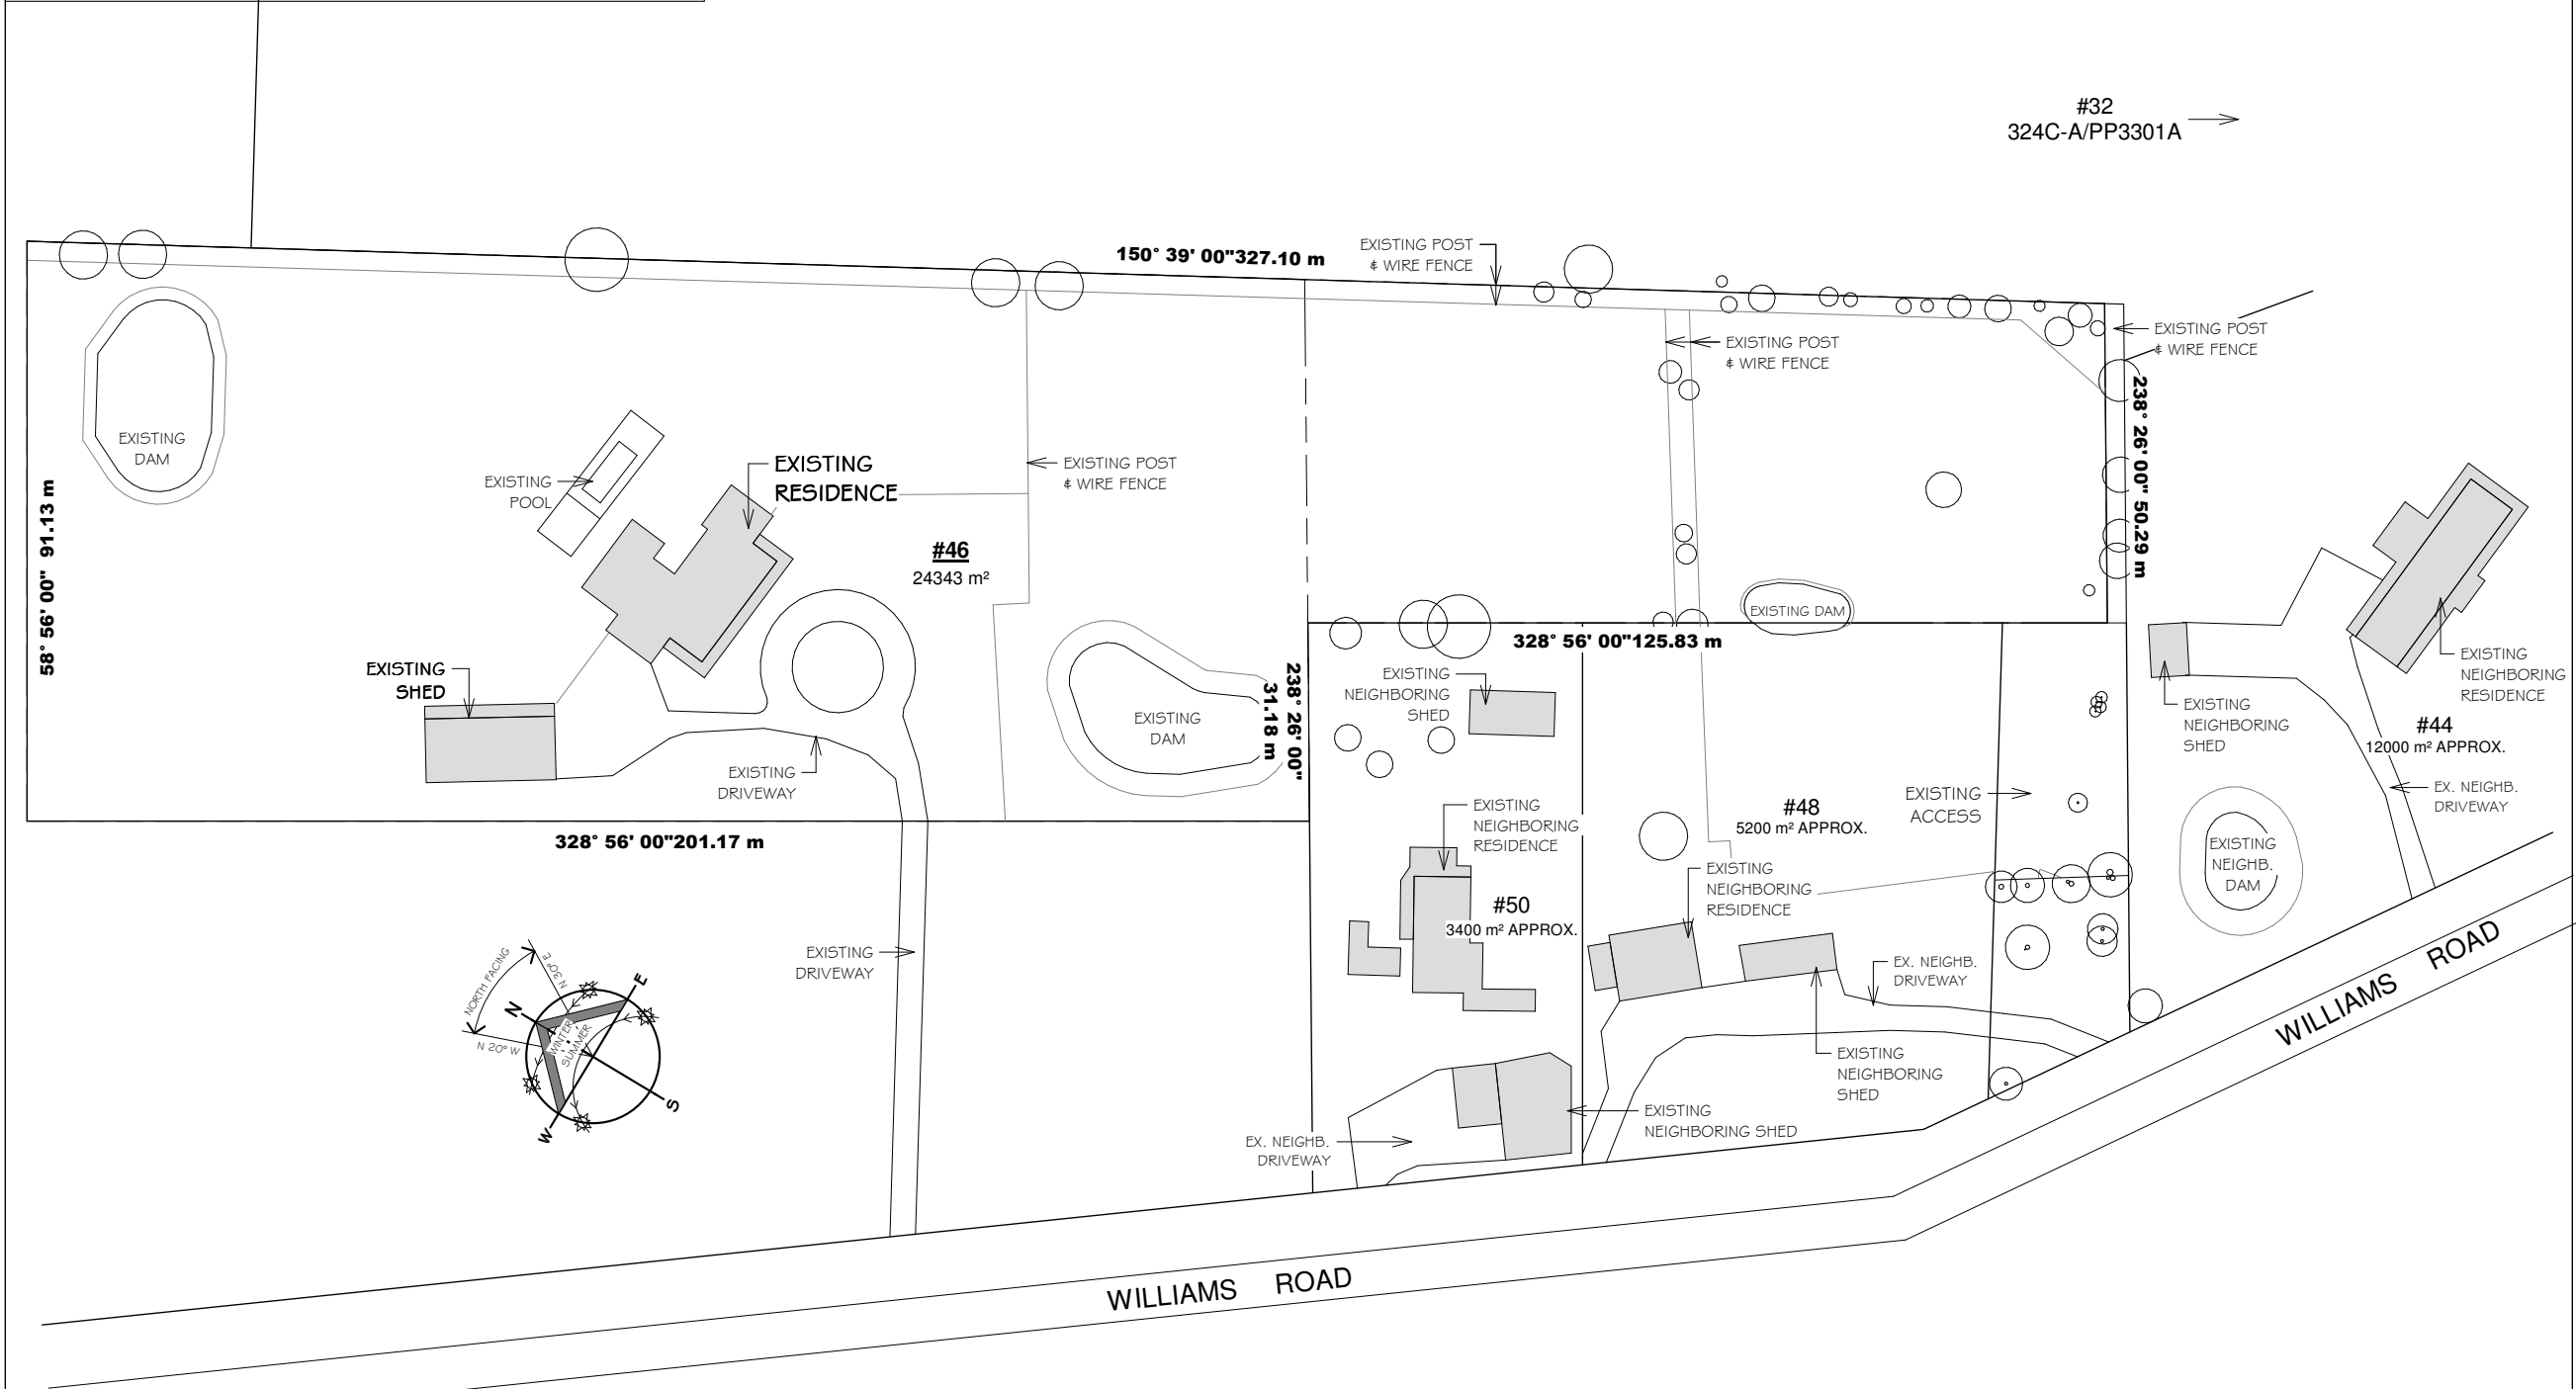 #32
324C-A/PP3301A
150° 39' 00"327.10 m
EXISTING POST
& WIRE FENCE
EXISTING POST
& WIRE FENCE
EXISTING POST
& WIRE FENCE
EXISTING
DAM
58° 56' 00" 91.13 m
EXISTING
POOL
EXISTING
RESIDENCE
EXISTING POST
& WIRE FENCE
#46
24343 m²
238° 26' 00" 50.29 m
EXISTING DAM
328° 56' 00"125.83 m
EXISTING
SHED
EXISTING
DAM
238° 26' 00"
31.18 m
EXISTING
NEIGHBORING
SHED
EXISTING
NEIGHBORING
RESIDENCE
EXISTING
NEIGHBORING
SHED
#44
12000 m² APPROX.
EXISTING
DRIVEWAY
EXISTING
NEIGHBORING
RESIDENCE
#48
5200 m² APPROX.
EXISTING
ACCESS
EX. NEIGHB.
DRIVEWAY
328° 56' 00"201.17 m
EXISTING
NEIGHBORING
RESIDENCE
EXISTING
NEIGHB.
DAM
#50
3400 m² APPROX.
EXISTING
DRIVEWAY
EX. NEIGHB.
DRIVEWAY
WILLIAMS ROAD
NORTH FACING
N 30° E
N
E
N 20° W
WINTER
SUMMER
W
S
EXISTING
NEIGHBORING
SHED
EXISTING
NEIGHBORING SHED
EX. NEIGHB.
DRIVEWAY
WILLIAMS ROAD